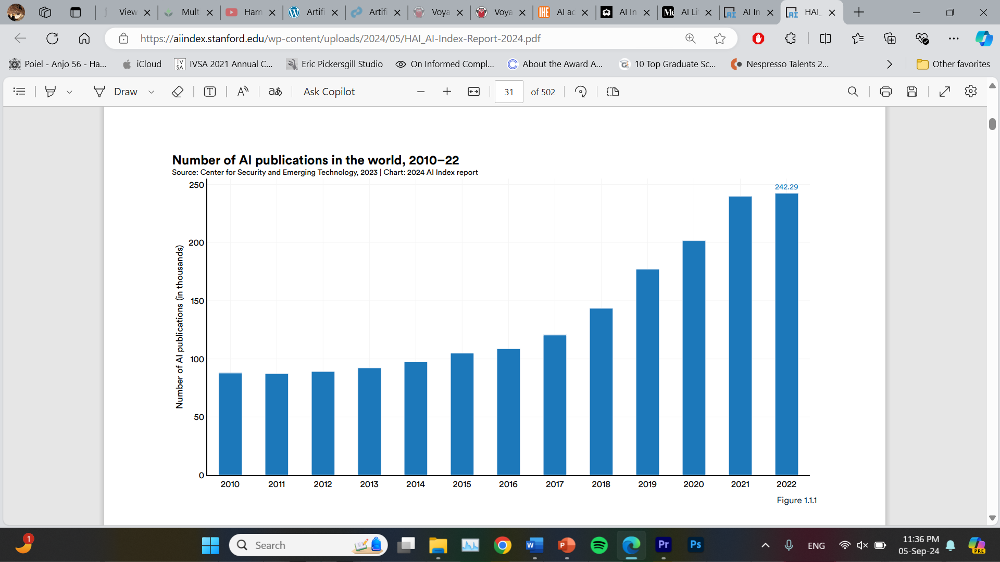 View
Mult
Harn
Artifi
Artifi
Voya
Voya
AI ac
AI In
AI Li
AI In
HAI_
https://aiindex.stanford.edu/wp-content/uploads/2024/05/HAI_AI-Index-Report-2024.pdf
Poiel - Anjo 56 - Ha...
iCloud
IVSA 2021 Annual C...
Eric Pickersgill Studio
On Informed Compl...
About the Award A...
10 Top Graduate Sc...
Nespresso Talents 2...
Other favorites
Draw
Ask Copilot
31 of 502
Number of AI publications in the world, 2010–22
Source: Center for Security and Emerging Technology, 2023 | Chart: 2024 AI Index report
Number of AI publications (in thousands)
250
200
150
100
50
0
242.29
2010 2011 2012 2013 2014 2015 2016 2017 2018 2019 2020 2021 2022
Figure 1.1.1
1
Search
Pr
Ps
ENG
11:36 PM
05-Sep-24
PRE